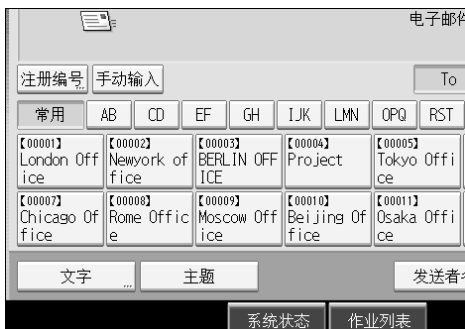 电子邮件
注册编号 手动输入 To
常用 AB CD EF GH IJK LMN OPQ RST
【00001】 【00002】 【00003】 【00004】 【00005】
London Off Newyork of BERLIN OFF Project Tokyo Offi
ice fice ICE ce
【00007】 【00008】 【00009】 【00010】 【00011】
Chicago Of Rome Offic Moscow Off Beijing Of Osaka Offi
fice e ice fice ce
文字 ... 主题 发送者
系统状态 作业列表